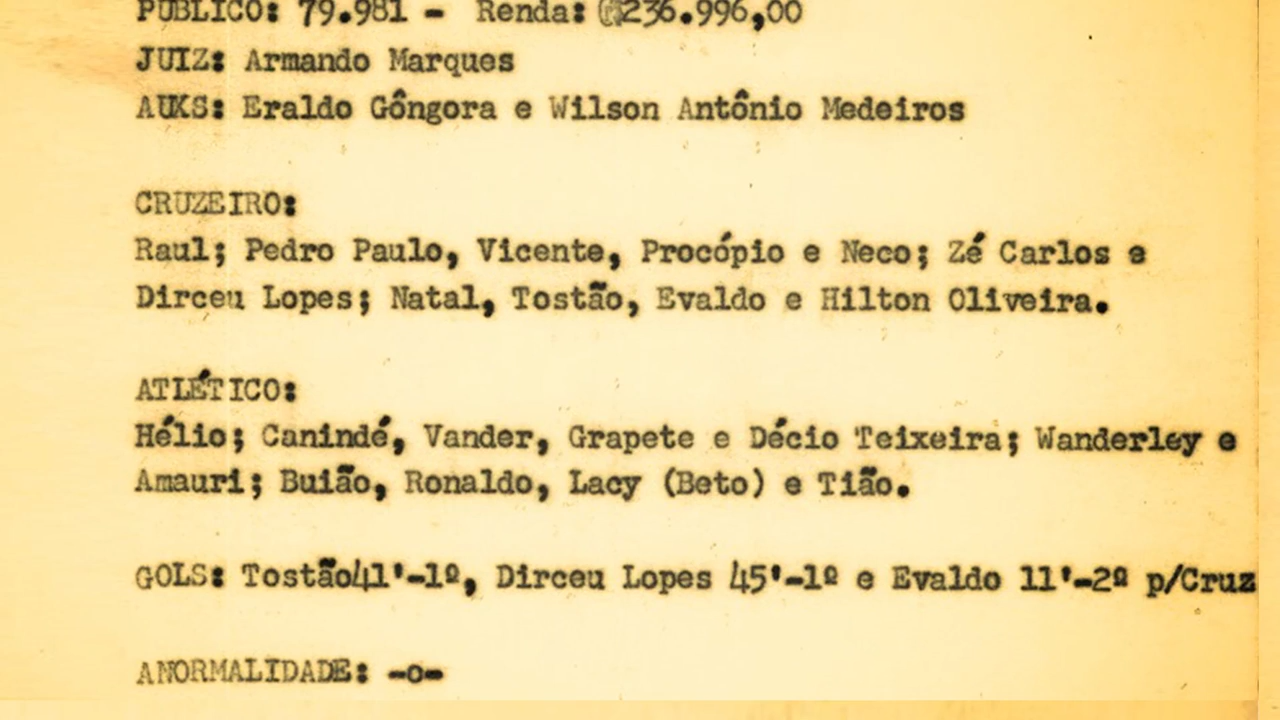 PÚBLICO: 79.981 - Renda: ₢236.996,00
JUIZ: Armando Marques
AUKS: Eraldo Gôngora e Wilson Antônio Medeiros
CRUZEIRO:
Raul; Pedro Paulo, Vicente, Procópio e Neco; Zé Carlos e
Dirceu Lopes; Natal, Tostão, Evaldo e Hilton Oliveira.
ATLÉTICO:
Hélio; Canindé, Vander, Grapete e Décio Teixeira; Wanderley e
Amauri; Buião, Ronaldo, Lacy (Beto) e Tião.
GOLS: Tostão41'-1º, Dirceu Lopes 45'-1º e Evaldo 11'-2º p/Cruz
ANORMALIDADE: -o-